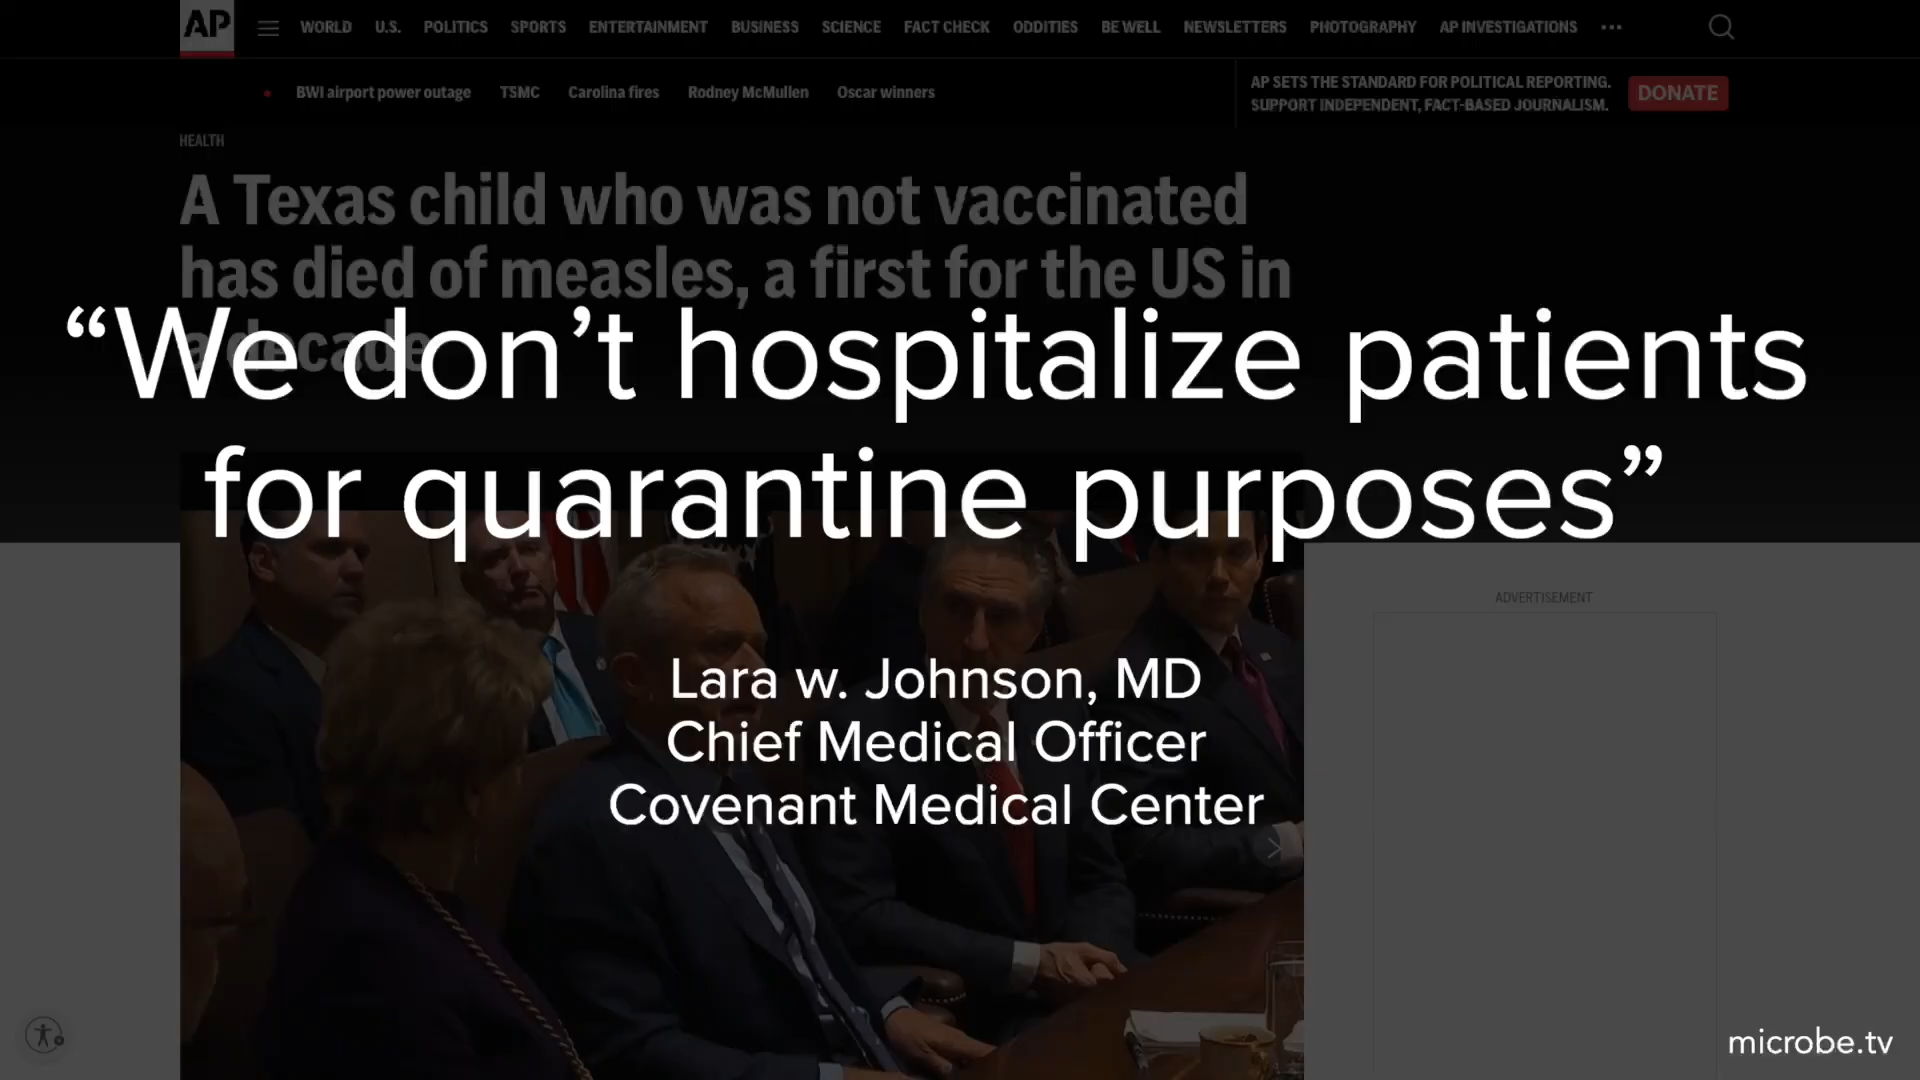 AP
WORLD U.S. POLITICS SPORTS ENTERTAINMENT BUSINESS SCIENCE FACT CHECK ODDITIES BE WELL NEWSLETTERS PHOTOGRAPHY AP INVESTIGATIONS ...
BWI airport power outage TSMC Carolina fires Rodney McMullen Oscar winners
AP SETS THE STANDARD FOR POLITICAL REPORTING.
SUPPORT INDEPENDENT, FACT-BASED JOURNALISM.
DONATE
HEALTH
A Texas child who was not vaccinated
has died of measles, a first for the US in
a decade
“We don’t hospitalize patients
for quarantine purposes”
ADVERTISEMENT
Lara w. Johnson, MD
Chief Medical Officer
Covenant Medical Center
microbe.tv